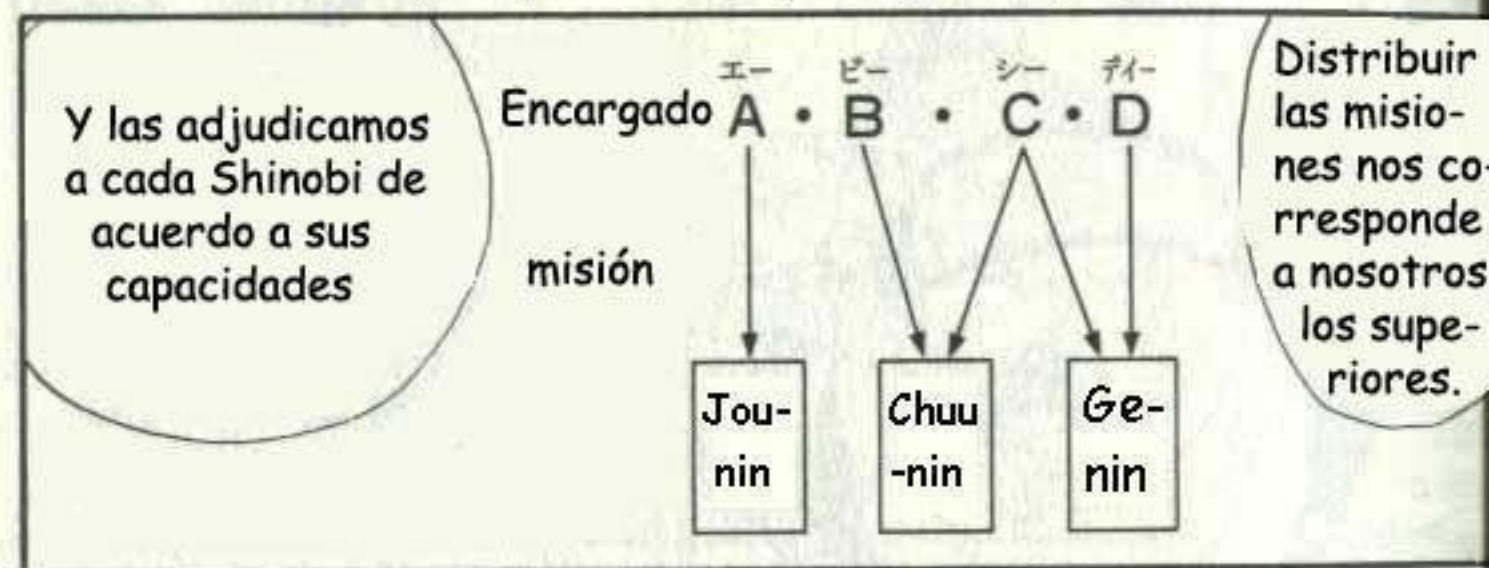 Distribuir
las misio-
nes nos co-
rresponde
a nosotros
los supe-
riores.
エー ビー シー ディー
Encargado A・B・C・D
misión
Jou-
nin
Chuu
-nin
Ge-
nin
Y las adjudicamos
a cada Shinobi de
acuerdo a sus
capacidades